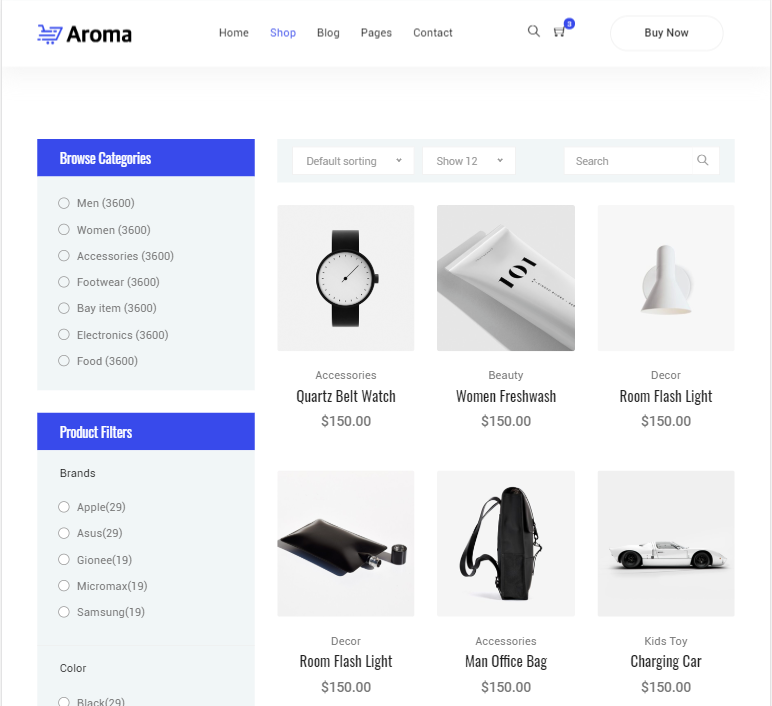 Aroma
Home Shop Blog Pages Contact
3
Buy Now
Browse Categories
Men (3600)
Women (3600)
Accessories (3600)
Footwear (3600)
Bay item (3600)
Electronics (3600)
Food (3600)
Product Filters
Brands
Apple(29)
Asus(29)
Gionee(19)
Micromax(19)
Samsung(19)
Color
Black(29)
Default sorting Show 12 Search
101
Accessories
Quartz Belt Watch
$150.00
Beauty
Women Freshwash
$150.00
Decor
Room Flash Light
$150.00
Decor
Room Flash Light
$150.00
Accessories
Man Office Bag
$150.00
Kids Toy
Charging Car
$150.00